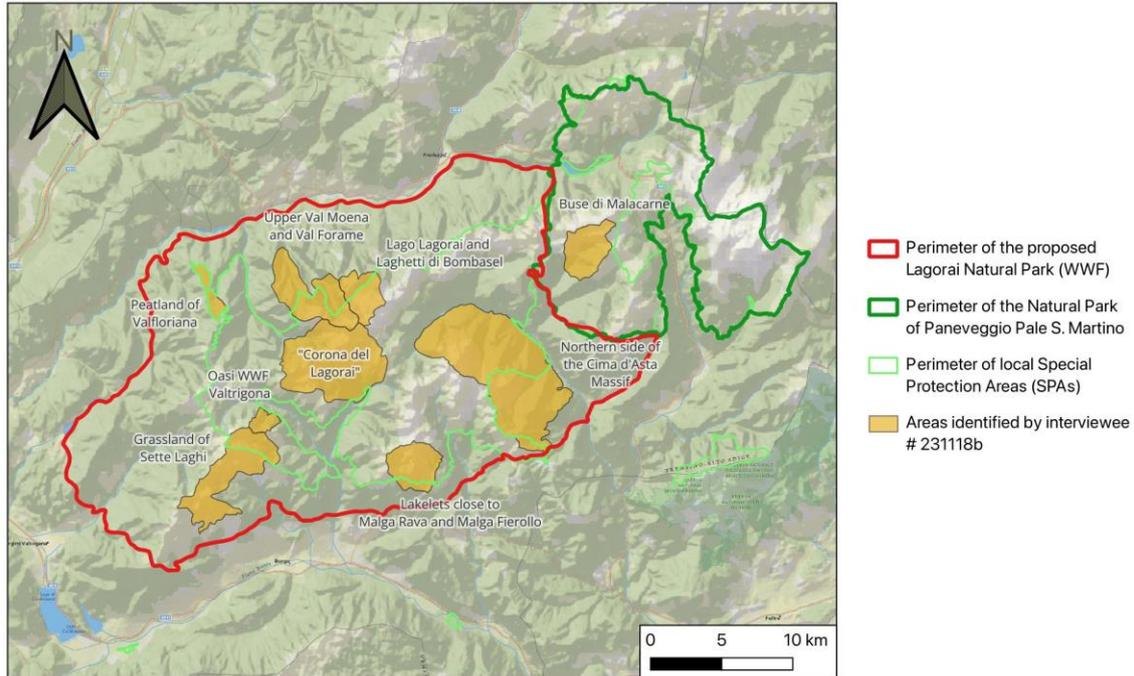 N
Predazzo
Buse di Malacarne
Upper Val Moena
and Val Forame
Lago Lagorai and
Laghetti di Bombasel
Peatland of
Valfloriana
"Corona del
Lagorai"
Northern side of
the Cima d'Asta
Massif
Oasi WWF
Valtrigona
Grassland of
Sette Laghi
Lakelets close to
Malga Rava and Malga Fierollo
Borgo
Feltre
0 5 10 km
Perimeter of the proposed
Lagorai Natural Park (WWF)
Perimeter of the Natural Park
of Paneveggio Pale S. Martino
Perimeter of local Special
Protection Areas (SPAs)
Areas identified by interviewee
# 231118b